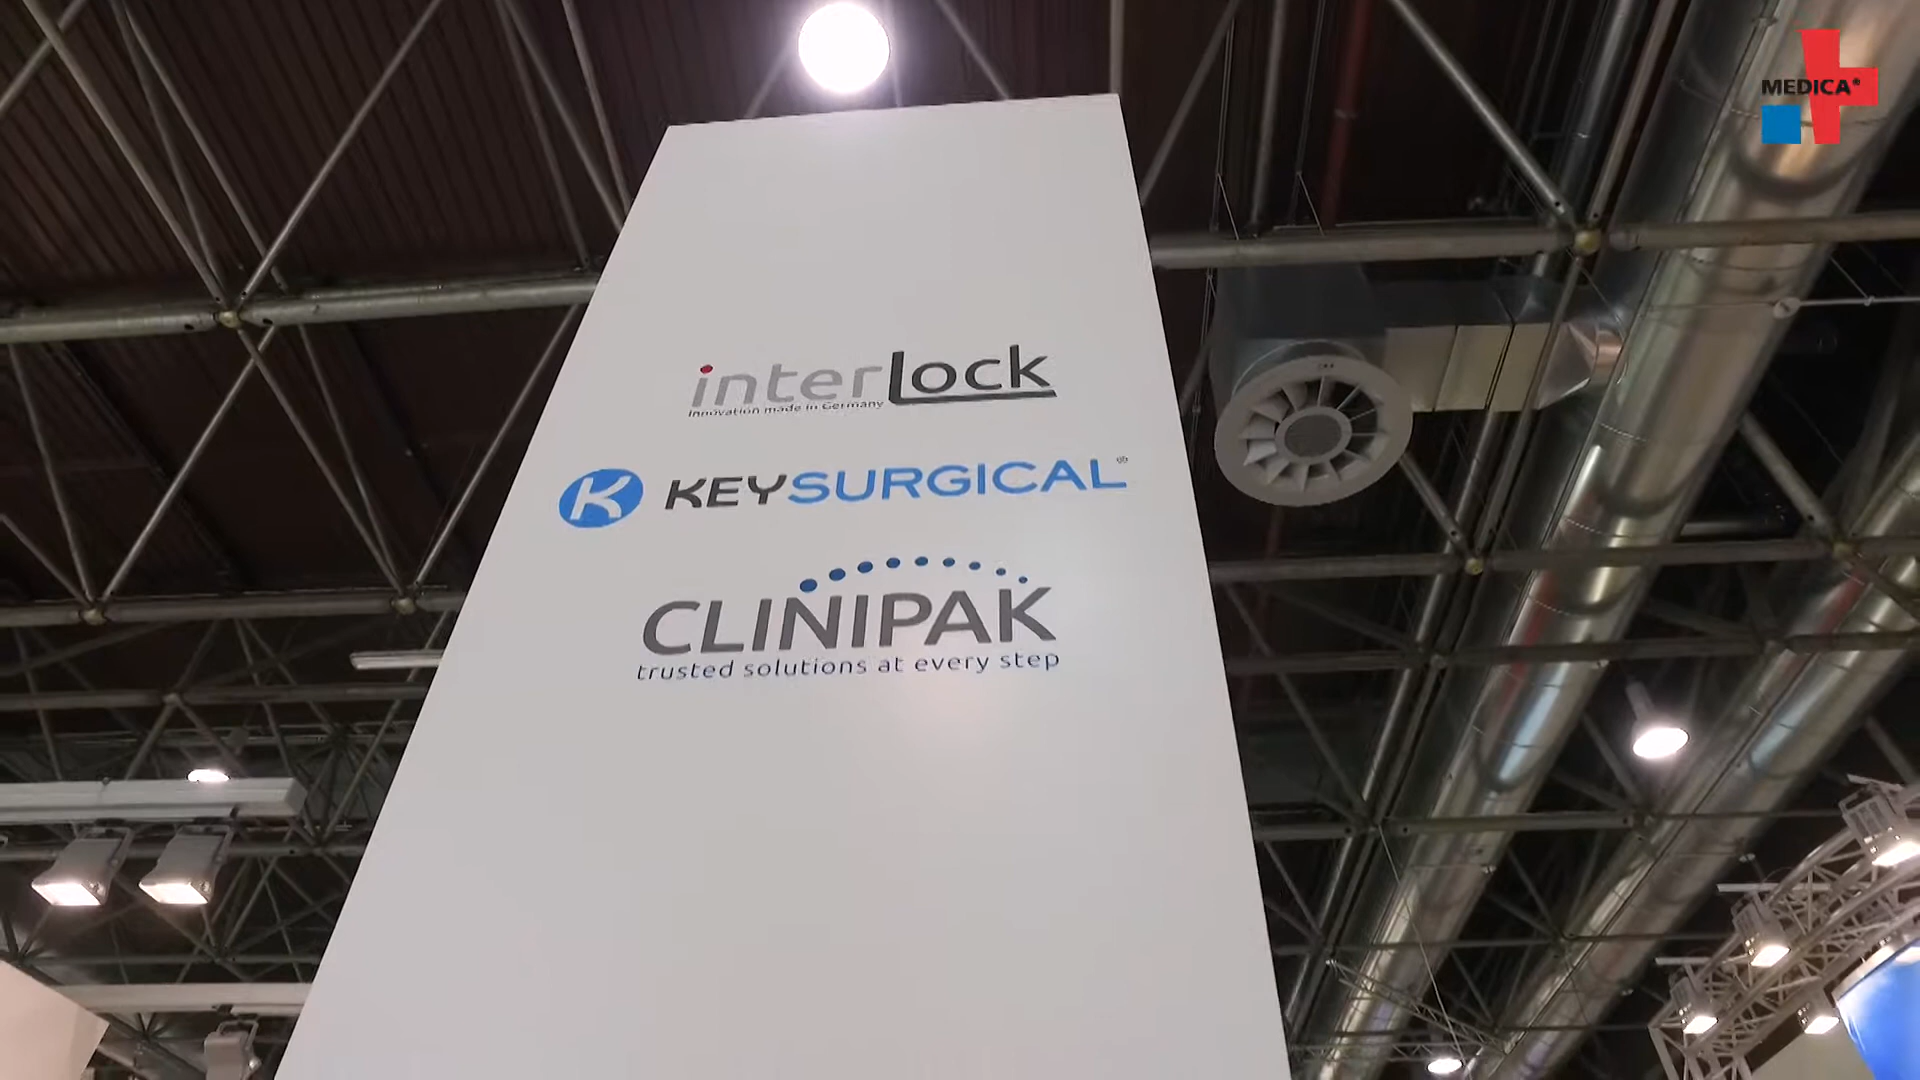 MEDICA®
interLock
Innovation made in Germany
K KEYSURGICAL®
CLINIPAK
trusted solutions at every step